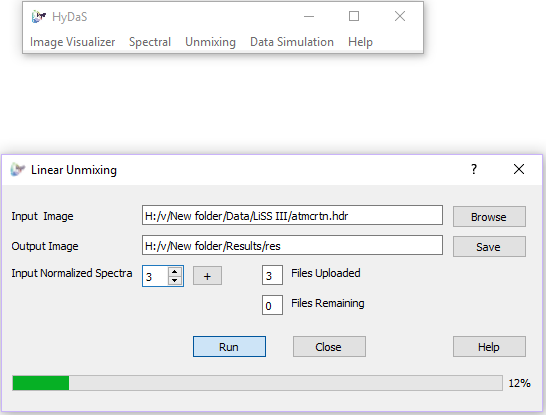 HyDaS
Image Visualizer Spectral Unmixing Data Simulation Help
Linear Unmixing ?
Input Image H:/v/New folder/Data/LiSS III/atmcrtn.hdr Browse
Output Image H:/v/New folder/Results/res Save
Input Normalized Spectra 3 + 3 Files Uploaded
0 Files Remaining
Run Close Help
12%